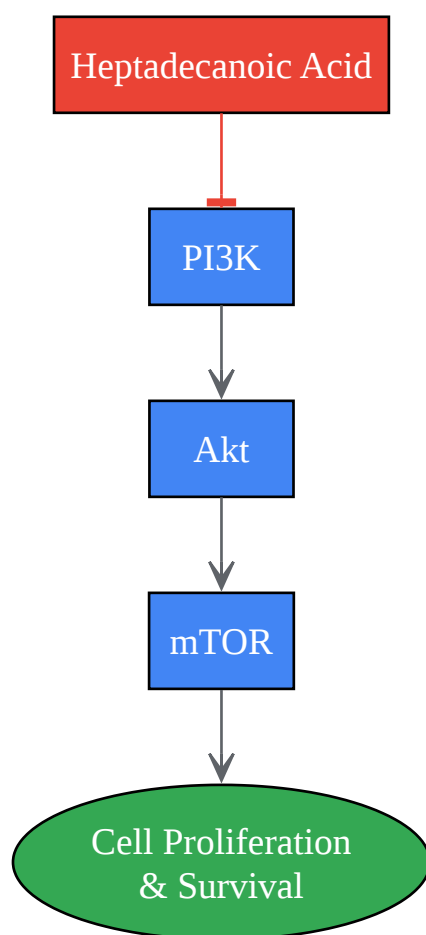 Heptadecanoic Acid
PI3K
Akt
mTOR
Cell Proliferation
& Survival